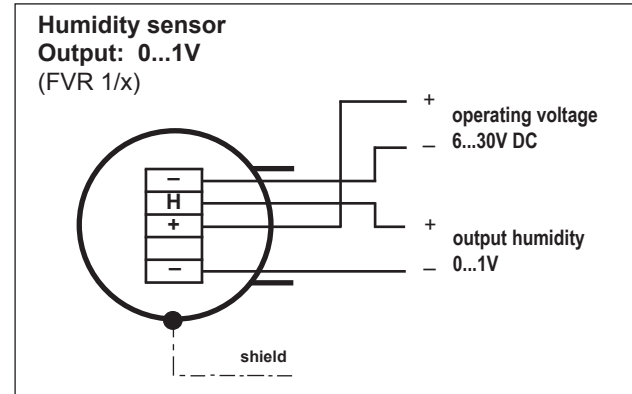 Humidity sensor
Output: 0...1V
(FVR 1/x)
+
operating voltage
– 6...30V DC
–
H
+
–
+
output humidity
– 0...1V
shield